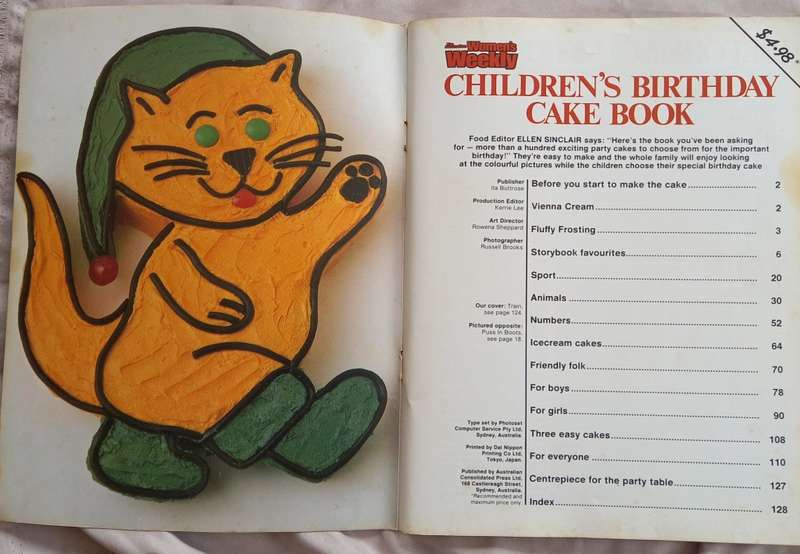 $4.98*
The Australian
Women's
Weekly
CHILDREN'S BIRTHDAY
CAKE BOOK
Food Editor ELLEN SINCLAIR says: "Here's the book you've been asking
for — more than a hundred exciting party cakes to choose from for the important
birthday!" They're easy to make and the whole family will enjoy looking
at the colourful pictures while the children choose their special birthday cake
Publisher
Ita Buttrose
Production Editor
Kerrie Lee
Art Director
Rowena Sheppard
Photographer
Russell Brooks
Our cover: Train,
see page 124.
Pictured opposite:
Puss in Boots,
see page 18.
Type set by Photoset
Computer Service Pty Ltd,
Sydney, Australia.
Printed by Dai Nippon
Printing Co Ltd,
Tokyo, Japan.
Published by Australian
Consolidated Press Ltd,
168 Castlereagh Street,
Sydney, Australia.
*Recommended and
maximum price only.
Before you start to make the cake 2
Vienna Cream 2
Fluffy Frosting 3
Storybook favourites 6
Sport 20
Animals 30
Numbers 52
Icecream cakes 64
Friendly folk 70
For boys 78
For girls 90
Three easy cakes 108
For everyone 110
Centrepiece for the party table 127
Index 128